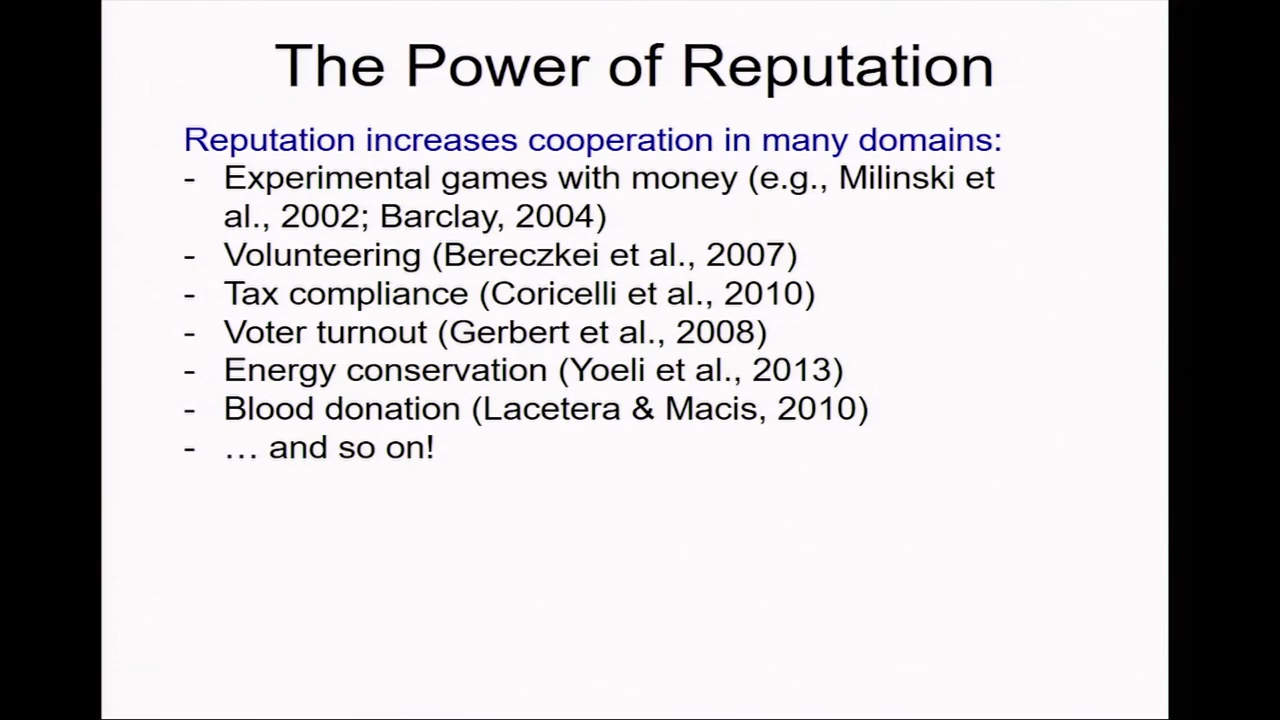 The Power of Reputation
Reputation increases cooperation in many domains:
- Experimental games with money (e.g., Milinski et
al., 2002; Barclay, 2004)
- Volunteering (Bereczkei et al., 2007)
- Tax compliance (Coricelli et al., 2010)
- Voter turnout (Gerbert et al., 2008)
- Energy conservation (Yoeli et al., 2013)
- Blood donation (Lacetera & Macis, 2010)
- … and so on!